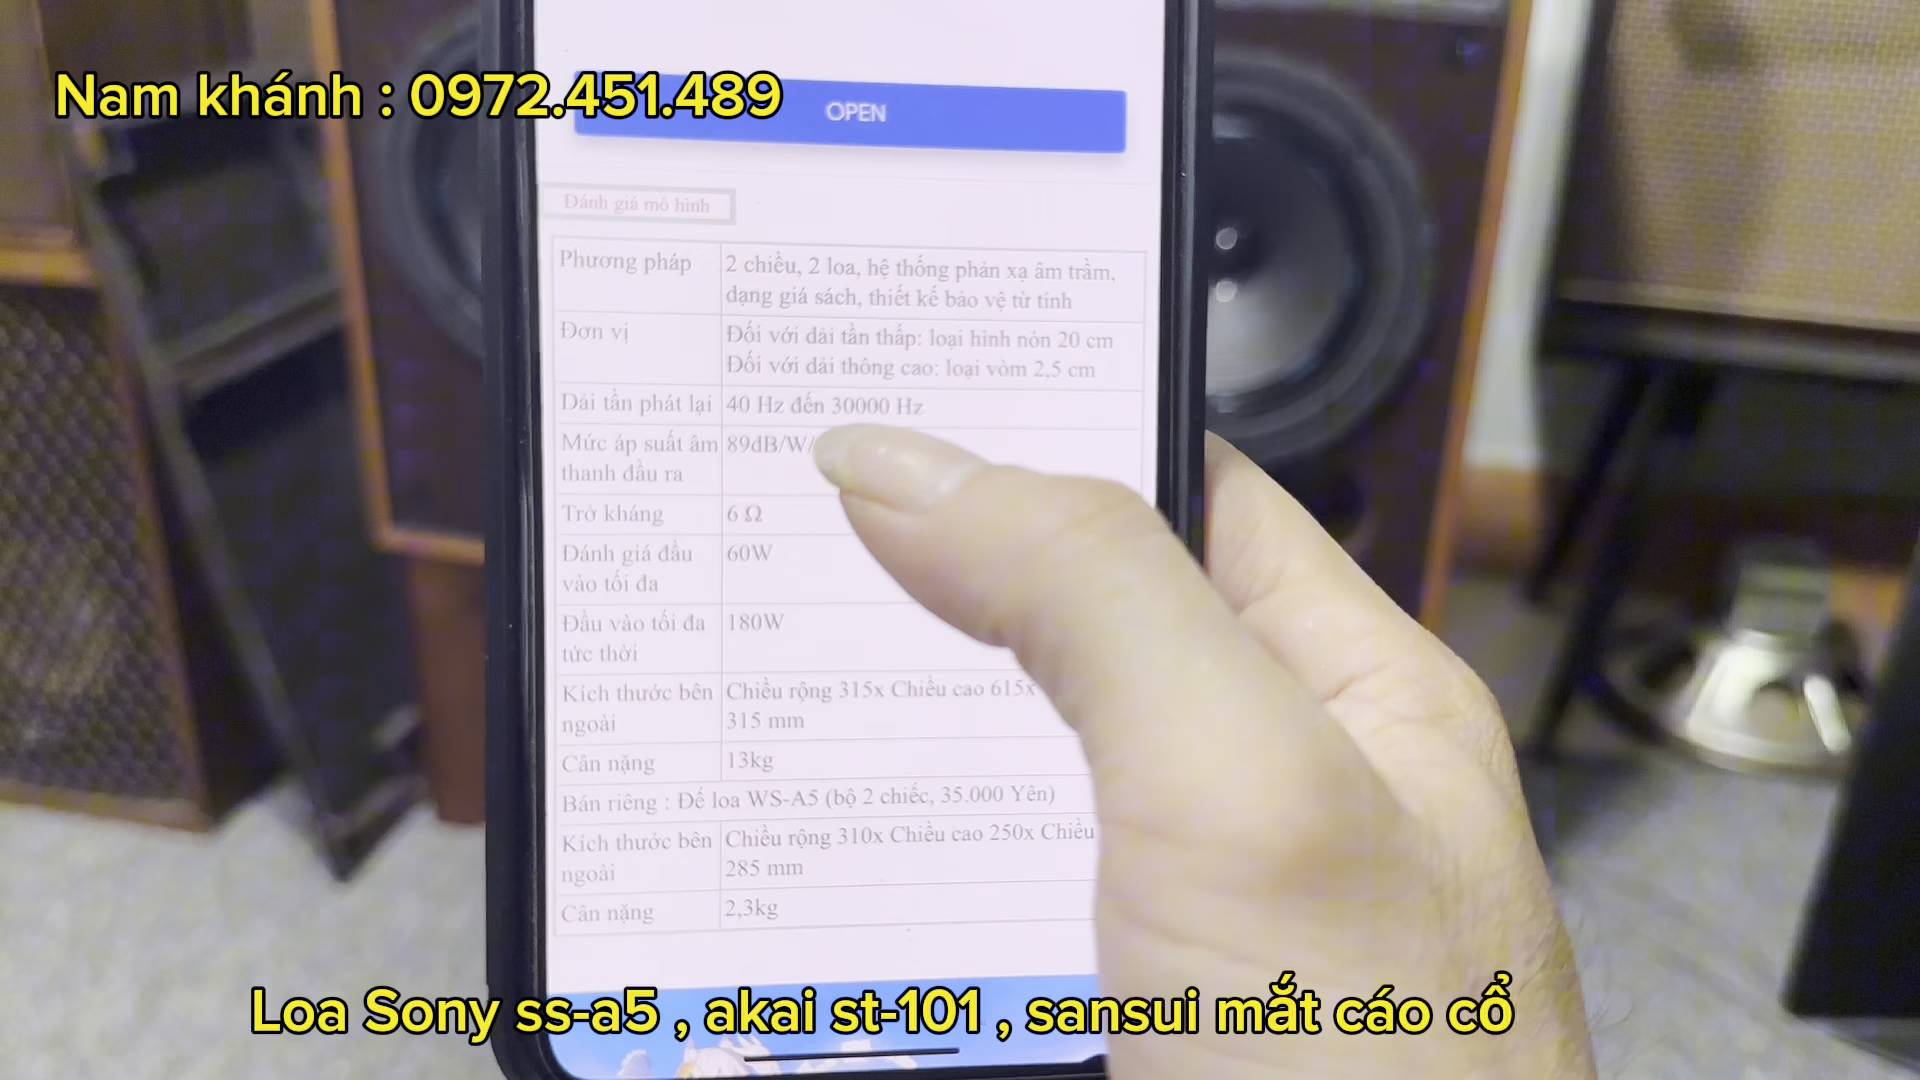 Nam khánh : 0972.451.489
OPEN
Đánh giá mô hình
Phương pháp
2 chiều, 2 loa, hệ thống phản xạ âm trầm,
dạng giá sách, thiết kế bảo vệ từ tính
Đơn vị
Đối với dải tần thấp: loại hình nón 20 cm
Đối với dải thông cao: loại vòm 2,5 cm
Dải tần phát lại
40 Hz đến 30000 Hz
Mức áp suất âm
thanh đầu ra
89dB/W/
Trở kháng
6 Ω
Đánh giá đầu
vào tối đa
60W
Đầu vào tối đa
tức thời
180W
Kích thước bên
ngoài
Chiều rộng 315x Chiều cao 615x
315 mm
Cân nặng
13kg
Bán riêng : Đế loa WS-A5 (bộ 2 chiếc, 35.000 Yên)
Kích thước bên
ngoài
Chiều rộng 310x Chiều cao 250x Chiều
285 mm
Cân nặng
2,3kg
Loa Sony ss-a5 , akai st-101 , sansui mắt cáo cổ